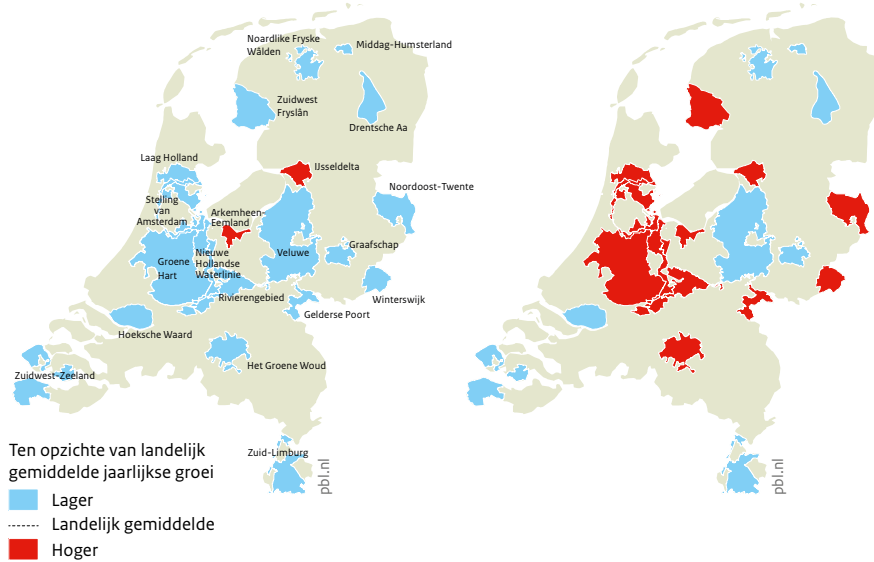 Noardlike Fryske
Wâlden
Middag-Humsterland
Zuidwest
Fryslân
Drentsche Aa
Laag Holland
IJsseldelta
Noordoost-Twente
Stelling
van
Amsterdam
Arkemheen-
Eemland
Graafschap
Groene
Hart
Nieuwe
Hollandse
Waterlinie
Veluwe
Rivierengebied
Winterswijk
Gelderse Poort
Hoeksche Waard
Het Groene Woud
Zuidwest-Zeeland
Zuid-Limburg
pbl.nl
pbl.nl
Ten opzichte van landelijk
gemiddelde jaarlijkse groei
Lager
Landelijk gemiddelde
Hoger